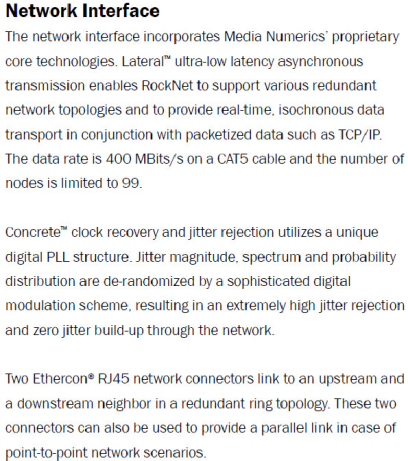 Network Interface
The network interface incorporates Media Numerics' proprietary
core technologies. Lateral™ ultra-low latency asynchronous
transmission enables RockNet to support various redundant
network topologies and to provide real-time, isochronous data
transport in conjunction with packetized data such as TCP/IP.
The data rate is 400 MBits/s on a CAT5 cable and the number of
nodes is limited to 99.
Concrete™ clock recovery and jitter rejection utilizes a unique
digital PLL structure. Jitter magnitude, spectrum and probability
distribution are de-randomized by a sophisticated digital
modulation scheme, resulting in an extremely high jitter rejection
and zero jitter build-up through the network.
Two Ethercon® RJ45 network connectors link to an upstream and
a downstream neighbor in a redundant ring topology. These two
connectors can also be used to provide a parallel link in case of
point-to-point network scenarios.